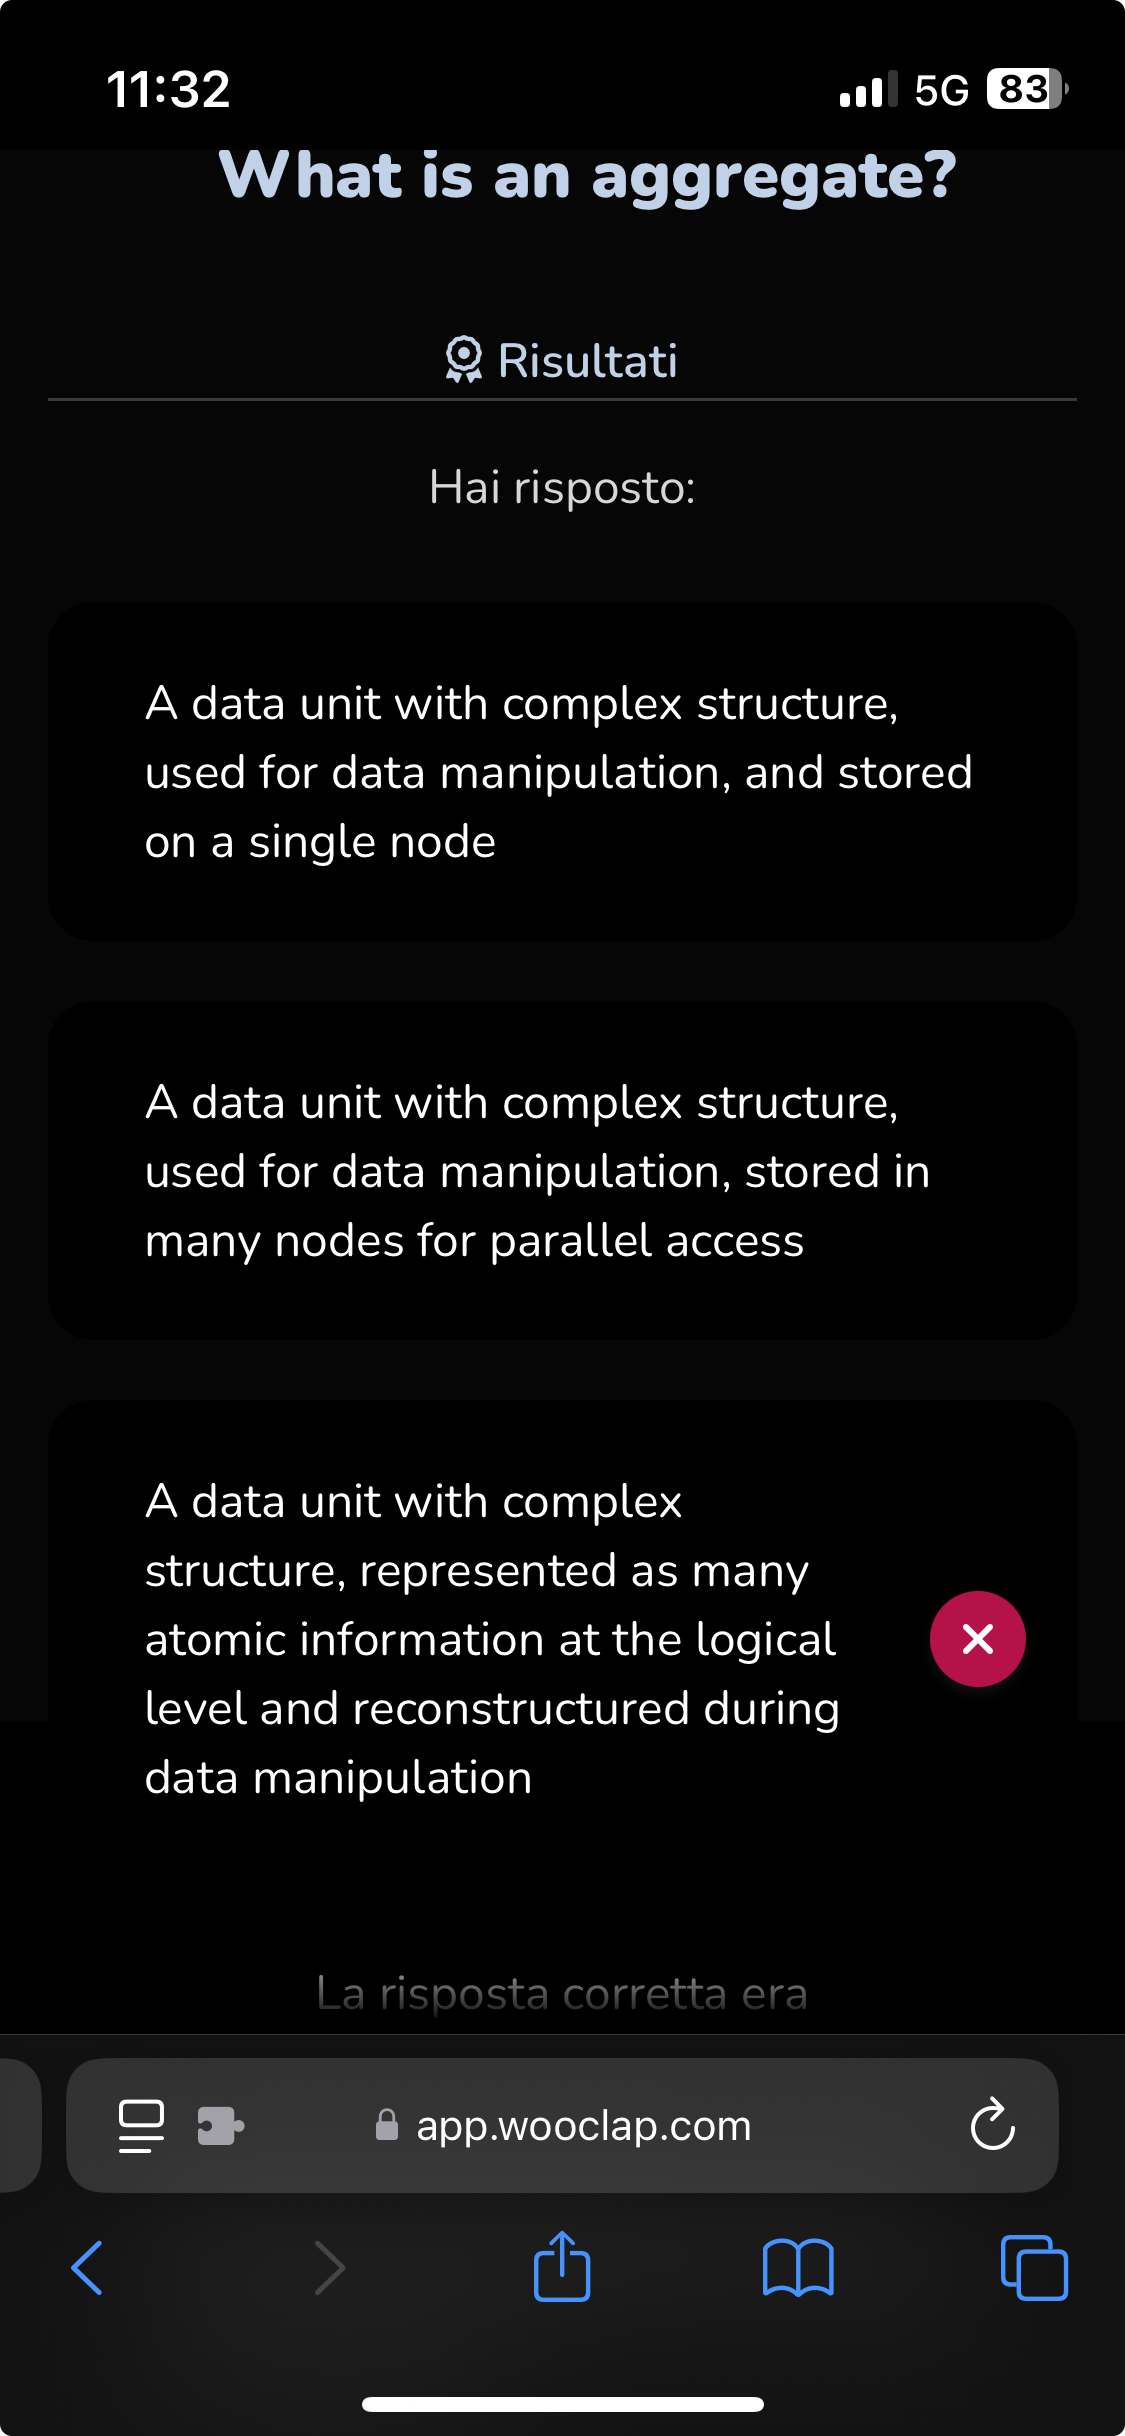 11:32
5G 83
What is an aggregate?
Risultati
Hai risposto:
A data unit with complex structure,
used for data manipulation, and stored
on a single node
A data unit with complex structure,
used for data manipulation, stored in
many nodes for parallel access
A data unit with complex
structure, represented as many
atomic information at the logical
level and reconstructured during
data manipulation
La risposta corretta era
app.wooclap.com